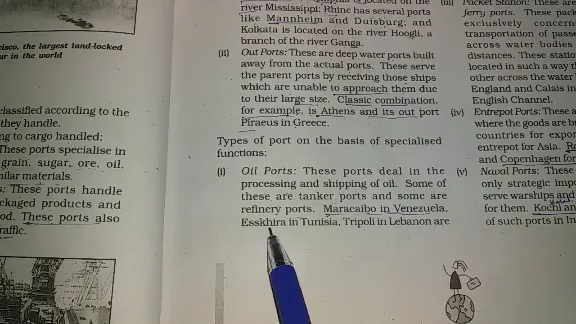 isco, the largest land-locked
ur in the world
classified according to the
they handle.
ng to cargo handled;
These ports specialise in
grain, sugar, ore, oil,
nilar materials.
s: These ports handle
ckaged products and
od. These ports also
raffic.
river Mississippi; Rhine has several ports
like Mannheim and Duisburg; and
Kolkata is located on the river Hoogli, a
branch of the river Ganga.
(ii) Out Ports: These are deep water ports built
away from the actual ports. These serve
the parent ports by receiving those ships
which are unable to approach them due
to their large size. Classic combination,
for example, is Athens and its out port
Piraeus in Greece.
Types of port on the basis of specialised
functions:
(i) Oil Ports: These ports deal in the
processing and shipping of oil. Some of
these are tanker ports and some are
refinery ports. Maracaibo in Venezuela,
Esskhira in Tunisia, Tripoli in Lebanon are
(iii) Packet Station: These are
ferry ports. These pack
exclusively concern
transportation of passe
across water bodies
distances. These statio
located in such a way t
other across the water
England and Calais in
English Channel.
(iv) Entrepot Ports: These a
where the goods are br
countries for expor
entrepot for Asia. Ro
and Copenhagen for
(v) Naval Ports: These
only strategic impo
serve warships and
for them. Kochi an
of such ports in In